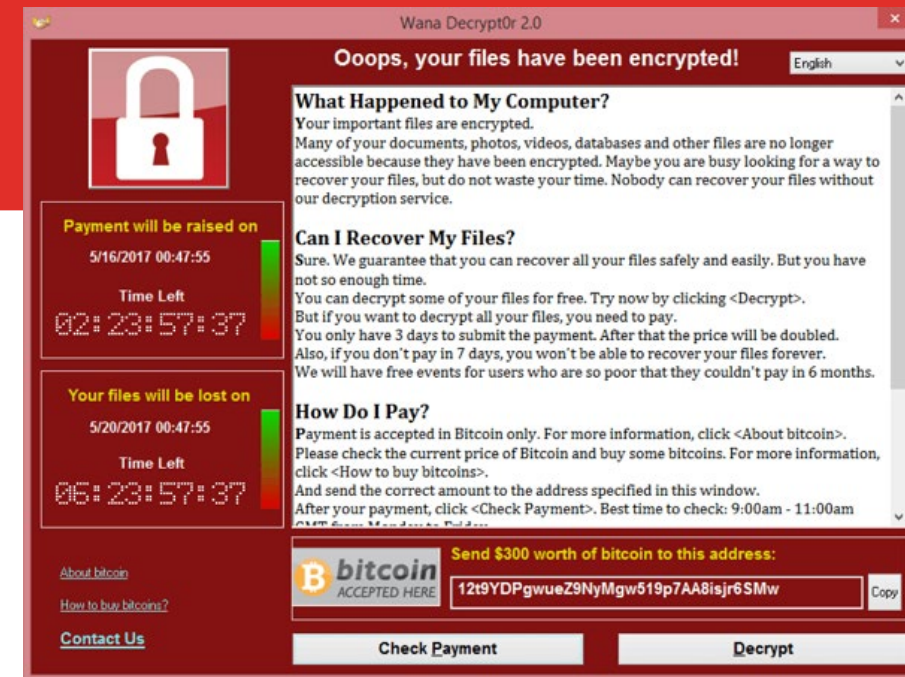 Wana Decrypt0r 2.0
Ooops, your files have been encrypted!
English
What Happened to My Computer?
Your important files are encrypted.
Many of your documents, photos, videos, databases and other files are no longer
accessible because they have been encrypted. Maybe you are busy looking for a way to
recover your files, but do not waste your time. Nobody can recover your files without
our decryption service.
Can I Recover My Files?
Sure. We guarantee that you can recover all your files safely and easily. But you have
not so enough time.
You can decrypt some of your files for free. Try now by clicking <Decrypt>.
But if you want to decrypt all your files, you need to pay.
You only have 3 days to submit the payment. After that the price will be doubled.
Also, if you don't pay in 7 days, you won't be able to recover your files forever.
We will have free events for users who are so poor that they couldn't pay in 6 months.
How Do I Pay?
Payment is accepted in Bitcoin only. For more information, click <About bitcoin>.
Please check the current price of Bitcoin and buy some bitcoins. For more information,
click <How to buy bitcoins>.
And send the correct amount to the address specified in this window.
After your payment, click <Check Payment>. Best time to check: 9:00am - 11:00am
GMT from Monday to Friday
Payment will be raised on
5/16/2017 00:47:55
Time Left
02:23:57:37
Your files will be lost on
5/20/2017 00:47:55
Time Left
06:23:57:37
About bitcoin
How to buy bitcoins?
Contact Us
bitcoin
ACCEPTED HERE
Send $300 worth of bitcoin to this address:
12t9YDPgwueZ9NyMgw519p7AA8isjr6SMw
Copy
Check Payment
Decrypt